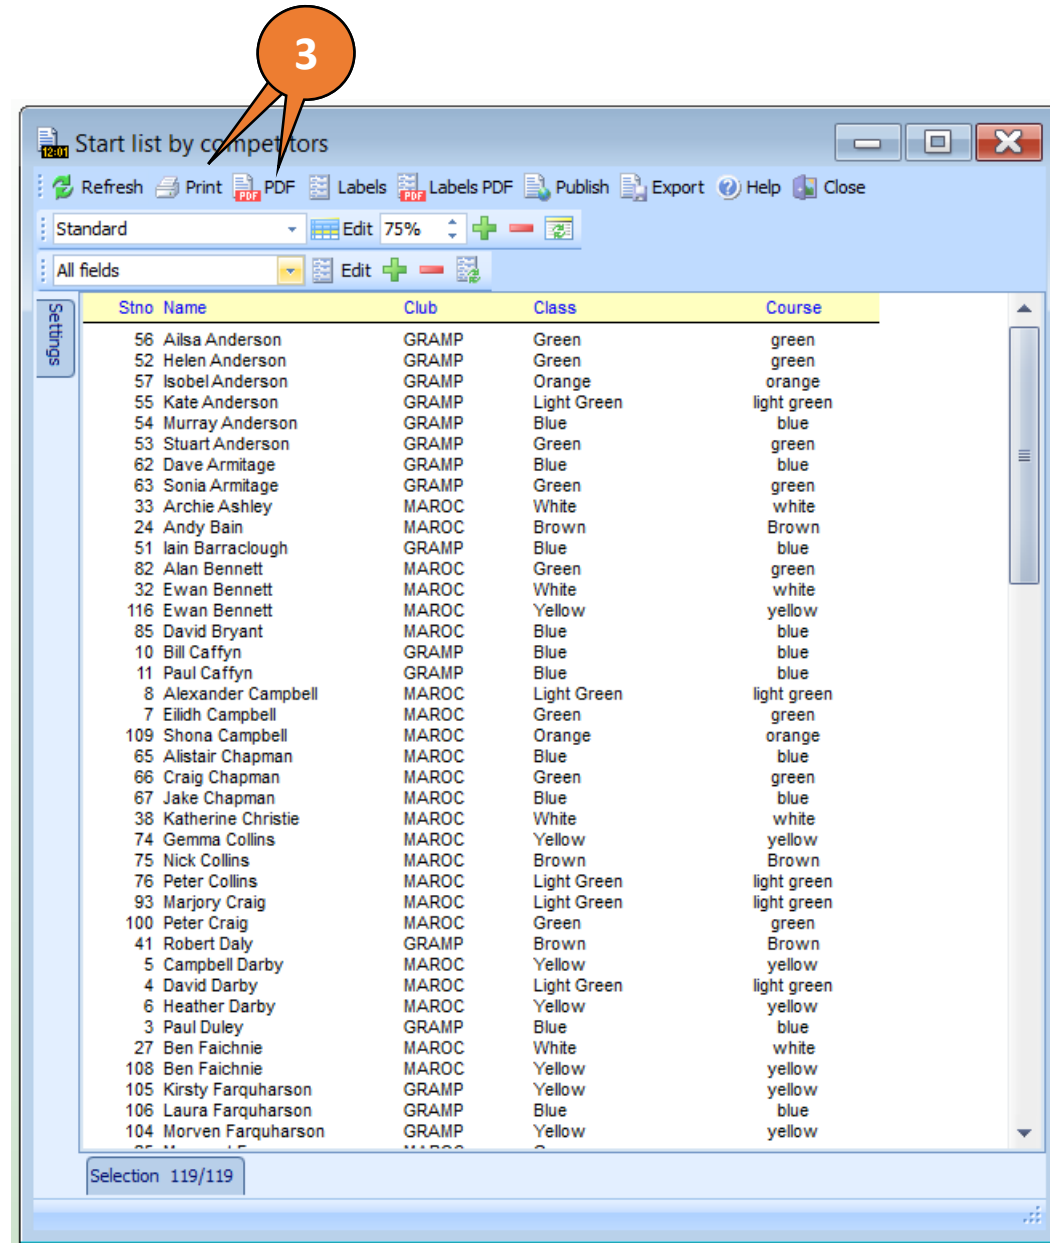 3
12:01 Start list by competitors
Refresh Print PDF PDF Labels PDF Labels PDF Publish Export Help Close
Standard Edit 75%
All fields Edit
Settings
Stno Name Club Class Course
56 Ailsa Anderson GRAMP Green green
52 Helen Anderson GRAMP Green green
57 Isobel Anderson GRAMP Orange orange
55 Kate Anderson GRAMP Light Green light green
54 Murray Anderson GRAMP Blue blue
53 Stuart Anderson GRAMP Green green
62 Dave Armitage GRAMP Blue blue
63 Sonia Armitage GRAMP Green green
33 Archie Ashley MAROC White white
24 Andy Bain MAROC Brown Brown
51 Iain Barraclough GRAMP Blue blue
82 Alan Bennett MAROC Green green
32 Ewan Bennett MAROC White white
116 Ewan Bennett MAROC Yellow yellow
85 David Bryant MAROC Blue blue
10 Bill Caffyn GRAMP Blue blue
11 Paul Caffyn GRAMP Blue blue
8 Alexander Campbell MAROC Light Green light green
7 Eilidh Campbell MAROC Green green
109 Shona Campbell MAROC Orange orange
65 Alistair Chapman MAROC Blue blue
66 Craig Chapman MAROC Green green
67 Jake Chapman MAROC Blue blue
38 Katherine Christie MAROC White white
74 Gemma Collins MAROC Yellow yellow
75 Nick Collins MAROC Brown Brown
76 Peter Collins MAROC Light Green light green
93 Marjory Craig MAROC Light Green light green
100 Peter Craig MAROC Green green
41 Robert Daly GRAMP Brown Brown
5 Campbell Darby MAROC Yellow yellow
4 David Darby MAROC Light Green light green
6 Heather Darby MAROC Yellow yellow
3 Paul Duley GRAMP Blue blue
27 Ben Faichnie MAROC White white
108 Ben Faichnie MAROC Yellow yellow
105 Kirsty Farquharson GRAMP Yellow yellow
106 Laura Farquharson GRAMP Blue blue
104 Morven Farquharson GRAMP Yellow yellow
Selection 119/119